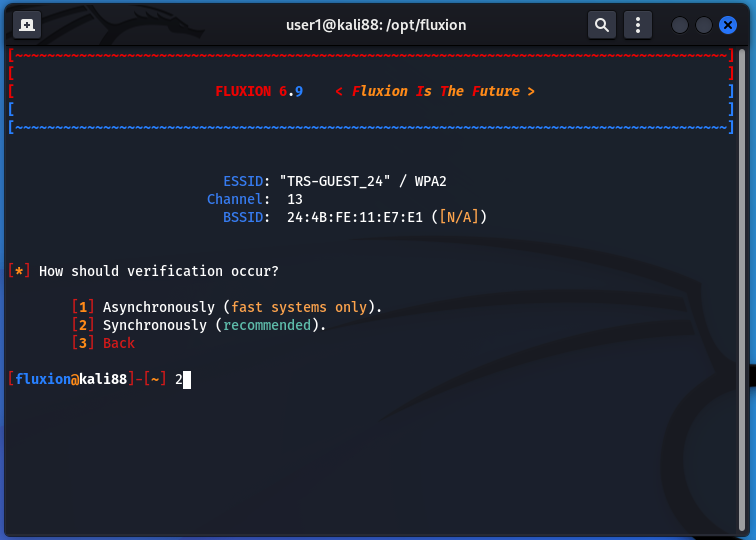 user1@kali88: /opt/fluxion
[~~~~~~~~~~~~~~~~~~~~~~~~~~~~~~~~~~~~~~~~~~~~~~~~~~~~~~~~~~~~~~~~~~~~~~~~~~~~~~~~~~~~~~~~~]
[ ]
[ FLUXION 6.9 < Fluxion Is The Future > ]
[ ]
[~~~~~~~~~~~~~~~~~~~~~~~~~~~~~~~~~~~~~~~~~~~~~~~~~~~~~~~~~~~~~~~~~~~~~~~~~~~~~~~~~~~~~~~~~]
ESSID: "TRS-GUEST_24" / WPA2
Channel: 13
BSSID: 24:4B:FE:11:E7:E1 ([N/A])
[*] How should verification occur?
[1] Asynchronously (fast systems only).
[2] Synchronously (recommended).
[3] Back
[fluxion@kali88]-[~] 2